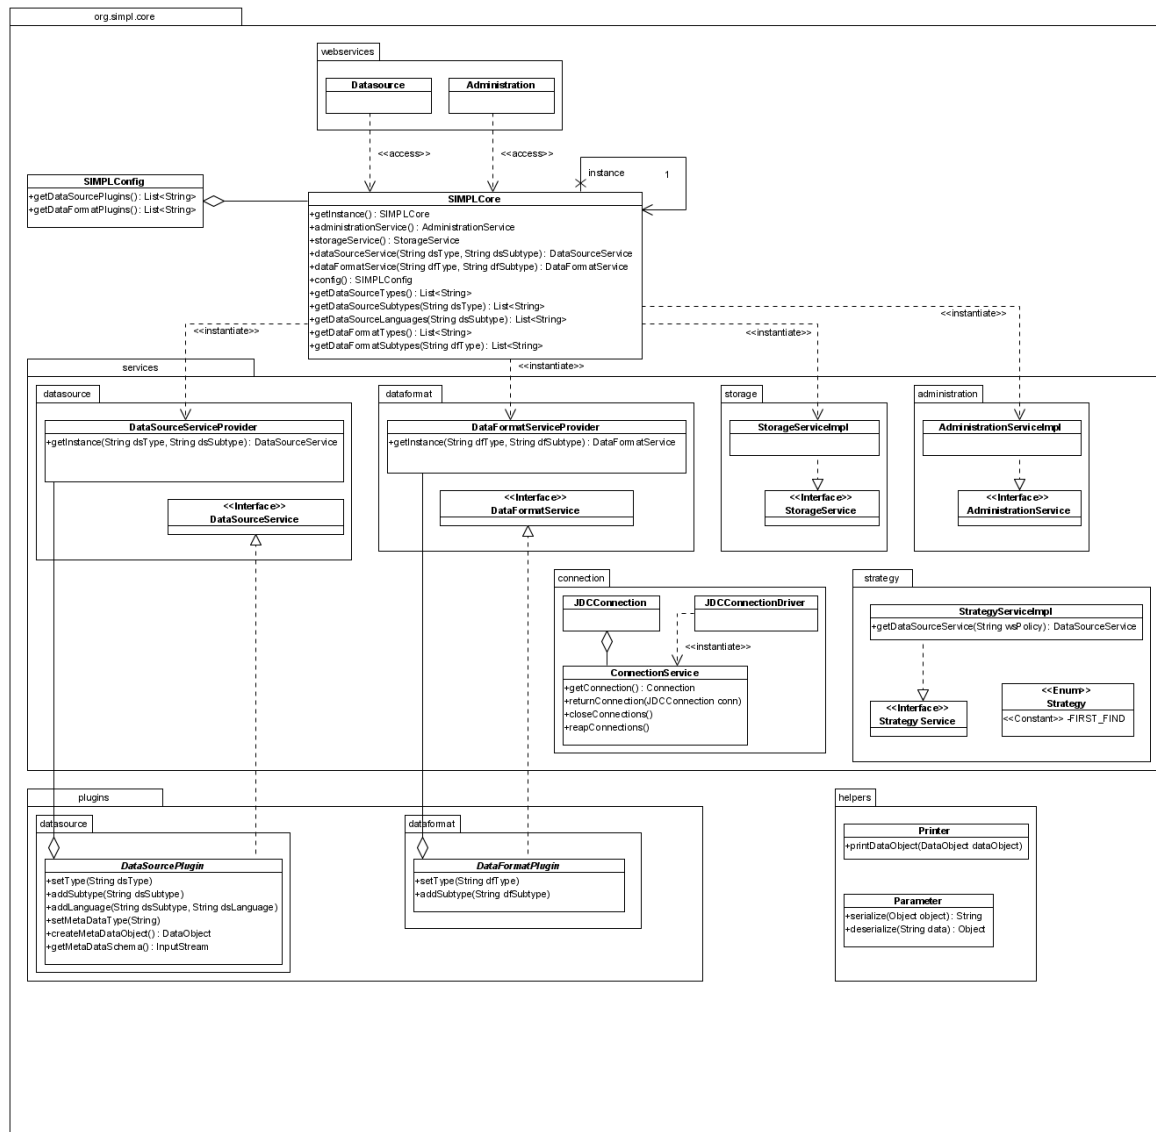 org.simpl.core
webservices
Datasource
Administration
<<access>>
<<access>>
instance
1
SIMPLConfig
+getDataSourcePlugins(): List<String>
+getDataFormatPlugins(): List<String>
SIMPLCore
+getInstance() : SIMPLCore
+administrationService() : AdministrationService
+storageService() : StorageService
+dataSourceService(String dsType, String dsSubtype) : DataSourceService
+dataFormatService(String dfType, String dfSubtype) : DataFormatService
+config() : SIMPLConfig
+getDataSourceTypes() : List<String>
+getDataSourceSubtypes(String dsType) : List<String>
+getDataSourceLanguages(String dsSubtype) : List<String>
+getDataFormatTypes() : List<String>
+getDataFormatSubtypes(String dfType) : List<String>
<<instantiate>>
<<instantiate>>
<<instantiate>>
<<instantiate>>
services
datasource
DataSourceServiceProvider
+getInstance(String dsType, String dsSubtype) : DataSourceService
<<Interface>>
DataSourceService
dataformat
DataFormatServiceProvider
+getInstance(String dfType, String dfSubtype) : DataFormatService
<<Interface>>
DataFormatService
storage
StorageServiceImpl
<<Interface>>
StorageService
administration
AdministrationServiceImpl
<<Interface>>
AdministrationService
connection
JDCConnection
JDCConnectionDriver
<<instantiate>>
ConnectionService
+getConnection() : Connection
+returnConnection(JDCConnection conn)
+closeConnections()
+reapConnections()
strategy
StrategyServiceImpl
+getDataSourceService(String wsPolicy) : DataSourceService
<<Interface>>
Strategy Service
<<Enum>>
Strategy
<<Constant>> -FIRST_FIND
plugins
datasource
DataSourcePlugin
+setType(String dsType)
+addSubtype(String dsSubtype)
+addLanguage(String dsSubtype, String dsLanguage)
+setMetaDataType(String)
+createMetaDataObject() : DataObject
+getMetaDataSchema() : InputStream
dataformat
DataFormatPlugin
+setType(String dfType)
+addSubtype(String dfSubtype)
helpers
Printer
+printDataObject(DataObject dataObject)
Parameter
+serialize(Object object) : String
+deserialize(String data) : Object